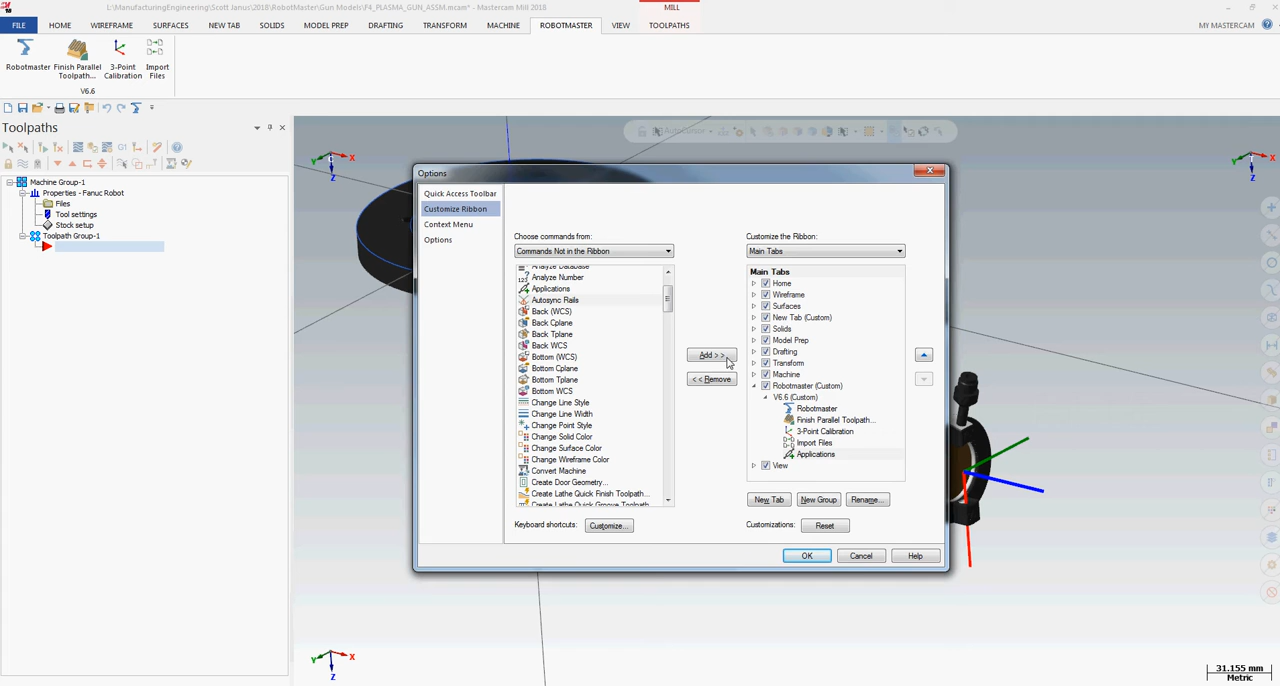 L:\ManufacturingEngineering\Scott Janus\2018\RobotMaster\Gun Models\F4_PLASMA_GUN_ASSM.mcam* - Mastercam Mill 2018
MILL
FILE HOME WIREFRAME SURFACES NEW TAB SOLIDS MODEL PREP DRAFTING TRANSFORM MACHINE ROBOTMASTER VIEW TOOLPATHS MY MASTERCAM
Robotmaster Finish Parallel Toolpath... 3-Point Calibration Import Files
V6.6
Toolpaths
AutoCursor
G1
Machine Group-1
Properties - Fanuc Robot
Files
Tool settings
Stock setup
Toolpath Group-1
Options
Quick Access Toolbar
Customize Ribbon
Context Menu
Options
Choose commands from:
Commands Not in the Ribbon
Analyze Database
Analyze Number
Applications
Autosync Rails
Back (WCS)
Back Cplane
Back Tplane
Back WCS
Bottom (WCS)
Bottom Cplane
Bottom Tplane
Bottom WCS
Change Line Style
Change Line Width
Change Point Style
Change Solid Color
Change Surface Color
Change Wireframe Color
Convert Machine
Create Door Geometry...
Create Lathe Quick Finish Toolpath...
Create Lathe Quick Groove Toolpath
Keyboard shortcuts: Customize...
Add > >
< < Remove
Customize the Ribbon:
Main Tabs
Main Tabs
Home
Wireframe
Surfaces
New Tab (Custom)
Solids
Model Prep
Drafting
Transform
Machine
Robotmaster (Custom)
V6.6 (Custom)
Robotmaster
Finish Parallel Toolpath...
3-Point Calibration
Import Files
Applications
View
New Tab New Group Rename...
Customizations: Reset
OK Cancel Help
Y X
Z
X
Z
Y X
Z
31.155 mm
Metric